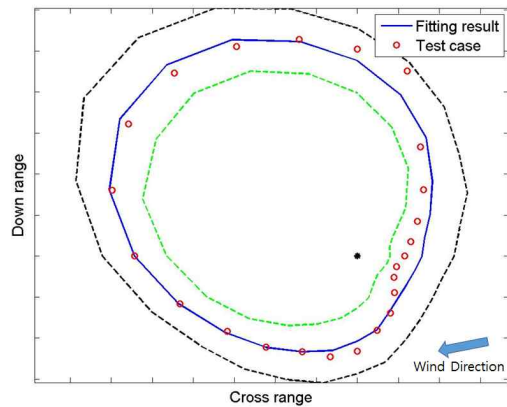 Fitting result
Test case
Down range
Wind Direction
Cross range